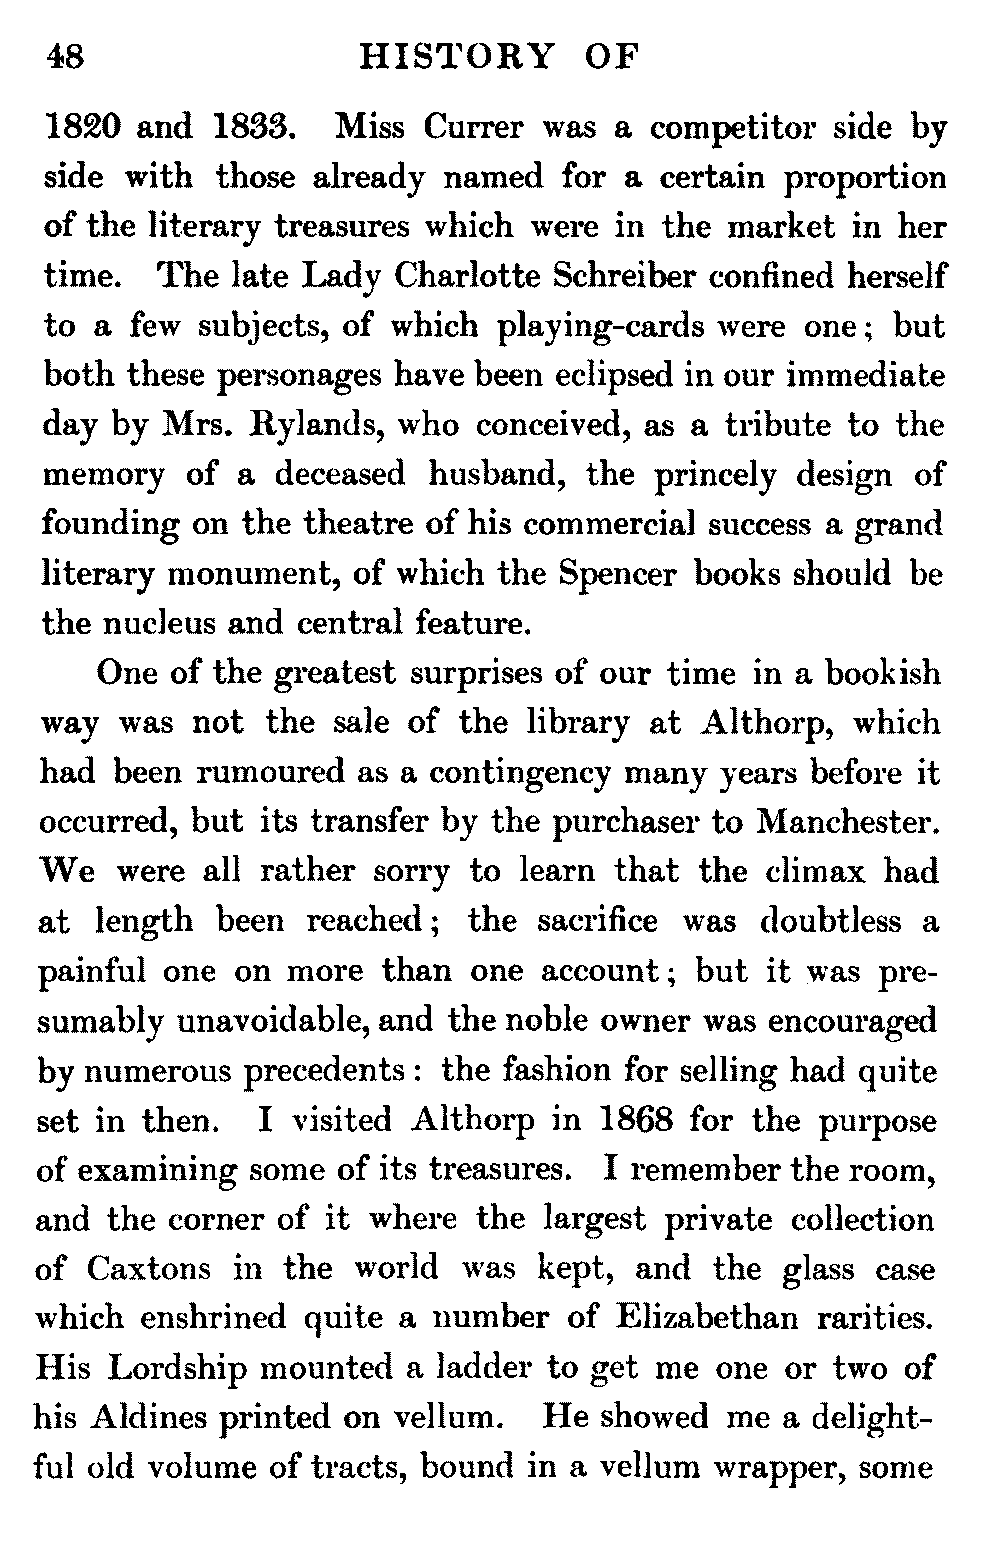 48 HISTORY OF
1820 and 1833. Miss Currer was a competitor side by
side with those already named for a certain proportion
of the literary treasures which were in the market in her
time. The late Lady Charlotte Schreiber confined herself
to a few subjects, of which playing-cards were one; but
both these personages have been eclipsed in our immediate
day by Mrs. Rylands, who conceived, as a tribute to the
memory of a deceased husband, the princely design of
founding on the theatre of his commercial success a grand
literary monument, of which the Spencer books should be
the nucleus and central feature.
One of the greatest surprises of our time in a bookish
way was not the sale of the library at Althorp, which
had been rumoured as a contingency many years before it
occurred, but its transfer by the purchaser to Manchester.
We were all rather sorry to learn that the climax had
at length been reached; the sacrifice was doubtless a
painful one on more than one account; but it was pre-
sumably unavoidable, and the noble owner was encouraged
by numerous precedents: the fashion for selling had quite
set in then. I visited Althorp in 1868 for the purpose
of examining some of its treasures. I remember the room,
and the corner of it where the largest private collection
of Caxtons in the world was kept, and the glass case
which enshrined quite a number of Elizabethan rarities.
His Lordship mounted a ladder to get me one or two of
his Aldines printed on vellum. He showed me a delight-
ful old volume of tracts, bound in a vellum wrapper, some